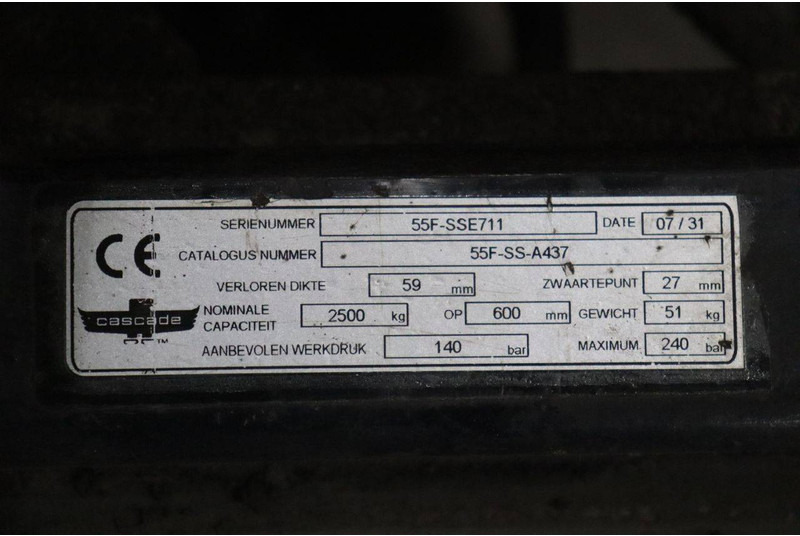 SERIENUMMER 55F-SSE711 DATE 07 / 31
CE CATALOGUS NUMMER 55F-SS-A437
VERLOREN DIKTE 59 mm ZWAARTEPUNT 27 mm
cascade™ NOMINALE CAPACITEIT 2500 kg OP 600 mm GEWICHT 51 kg
AANBEVOLEN WERKDRUK 140 bar MAXIMUM 240 bar